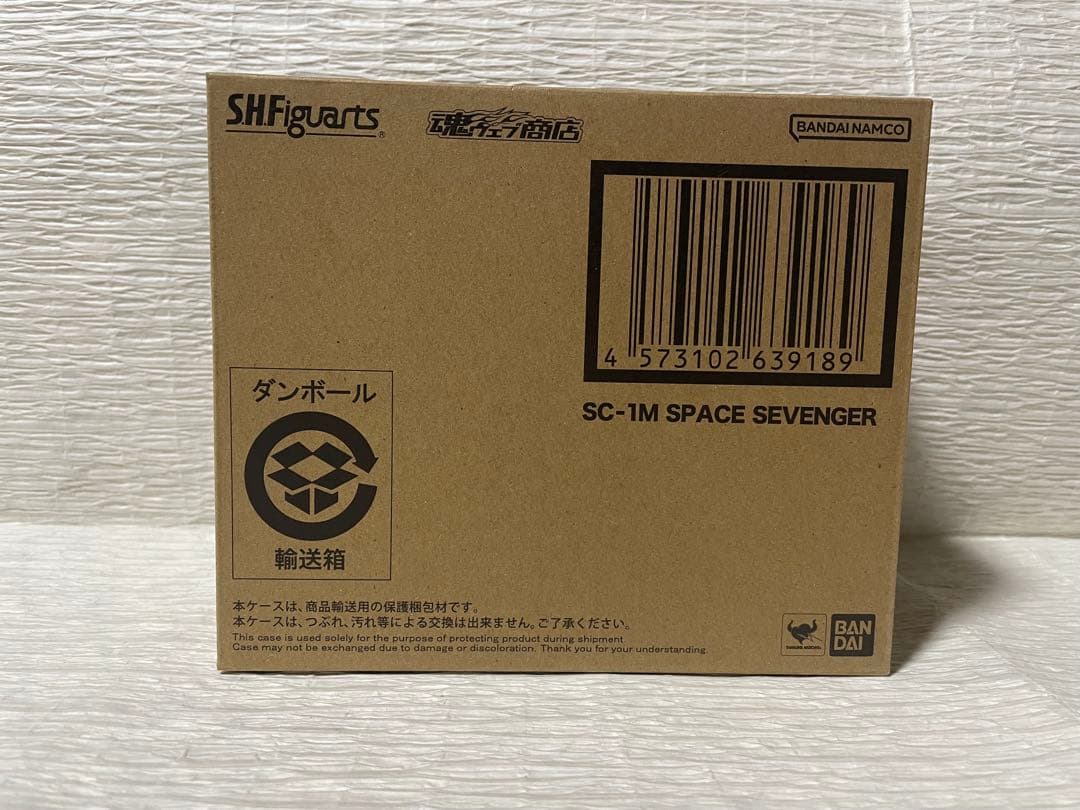 S.H.Figuarts
魂ウェブ商店
BANDAI NAMCO
4 573102 639189
SC-1M SPACE SEVENGER
ダンボール
輸送箱
本ケースは、商品輸送用の保護梱包材です。
本ケースは、つぶれ、汚れ等による交換は出来ません。ご了承ください。
This case is used solely for the purpose of protecting product during shipment.
Case may not be exchanged due to damage or discoloration. Thank you for your understanding.
TAMASHII NATIONS
BAN
DAI